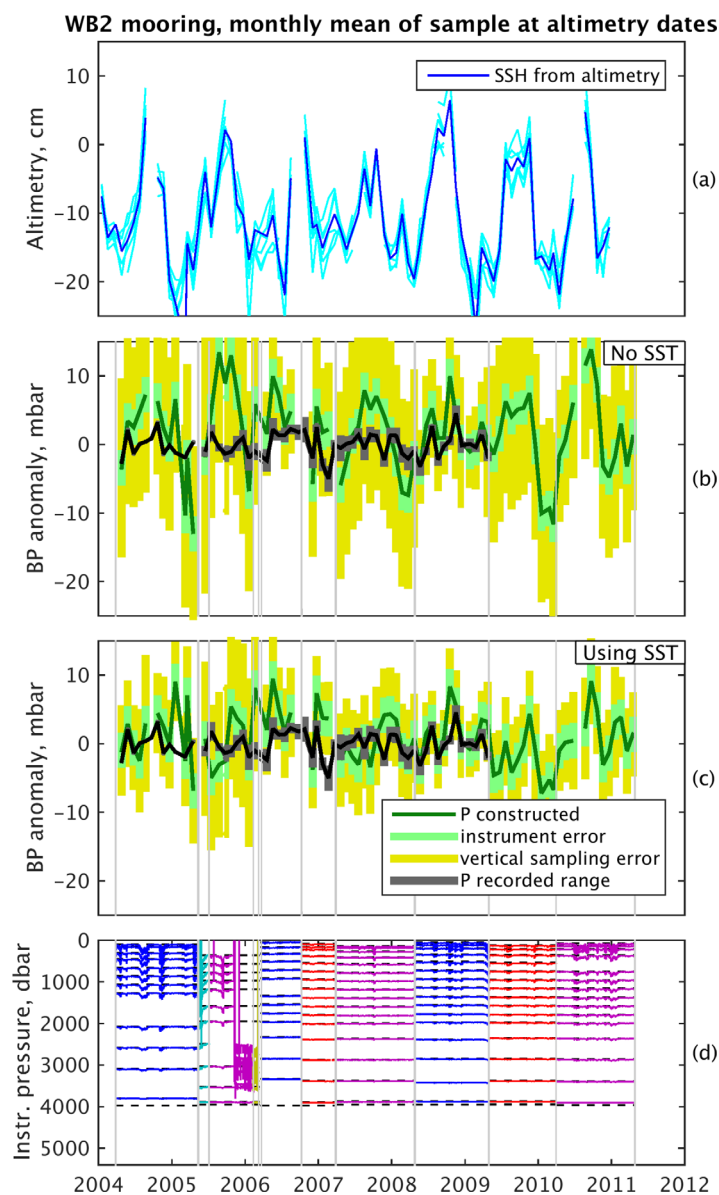 WB2 mooring, monthly mean of sample at altimetry dates
10
0
−10
−20
Altimetry, cm
SSH from altimetry
(a)
10
0
−10
−20
BP anomaly, mbar
No SST
(b)
10
0
−10
−20
BP anomaly, mbar
Using SST
P constructed
instrument error
vertical sampling error
P recorded range
(c)
0
1000
2000
3000
4000
5000
Instr. pressure, dbar
(d)
2004 2005 2006 2007 2008 2009 2010 2011 2012